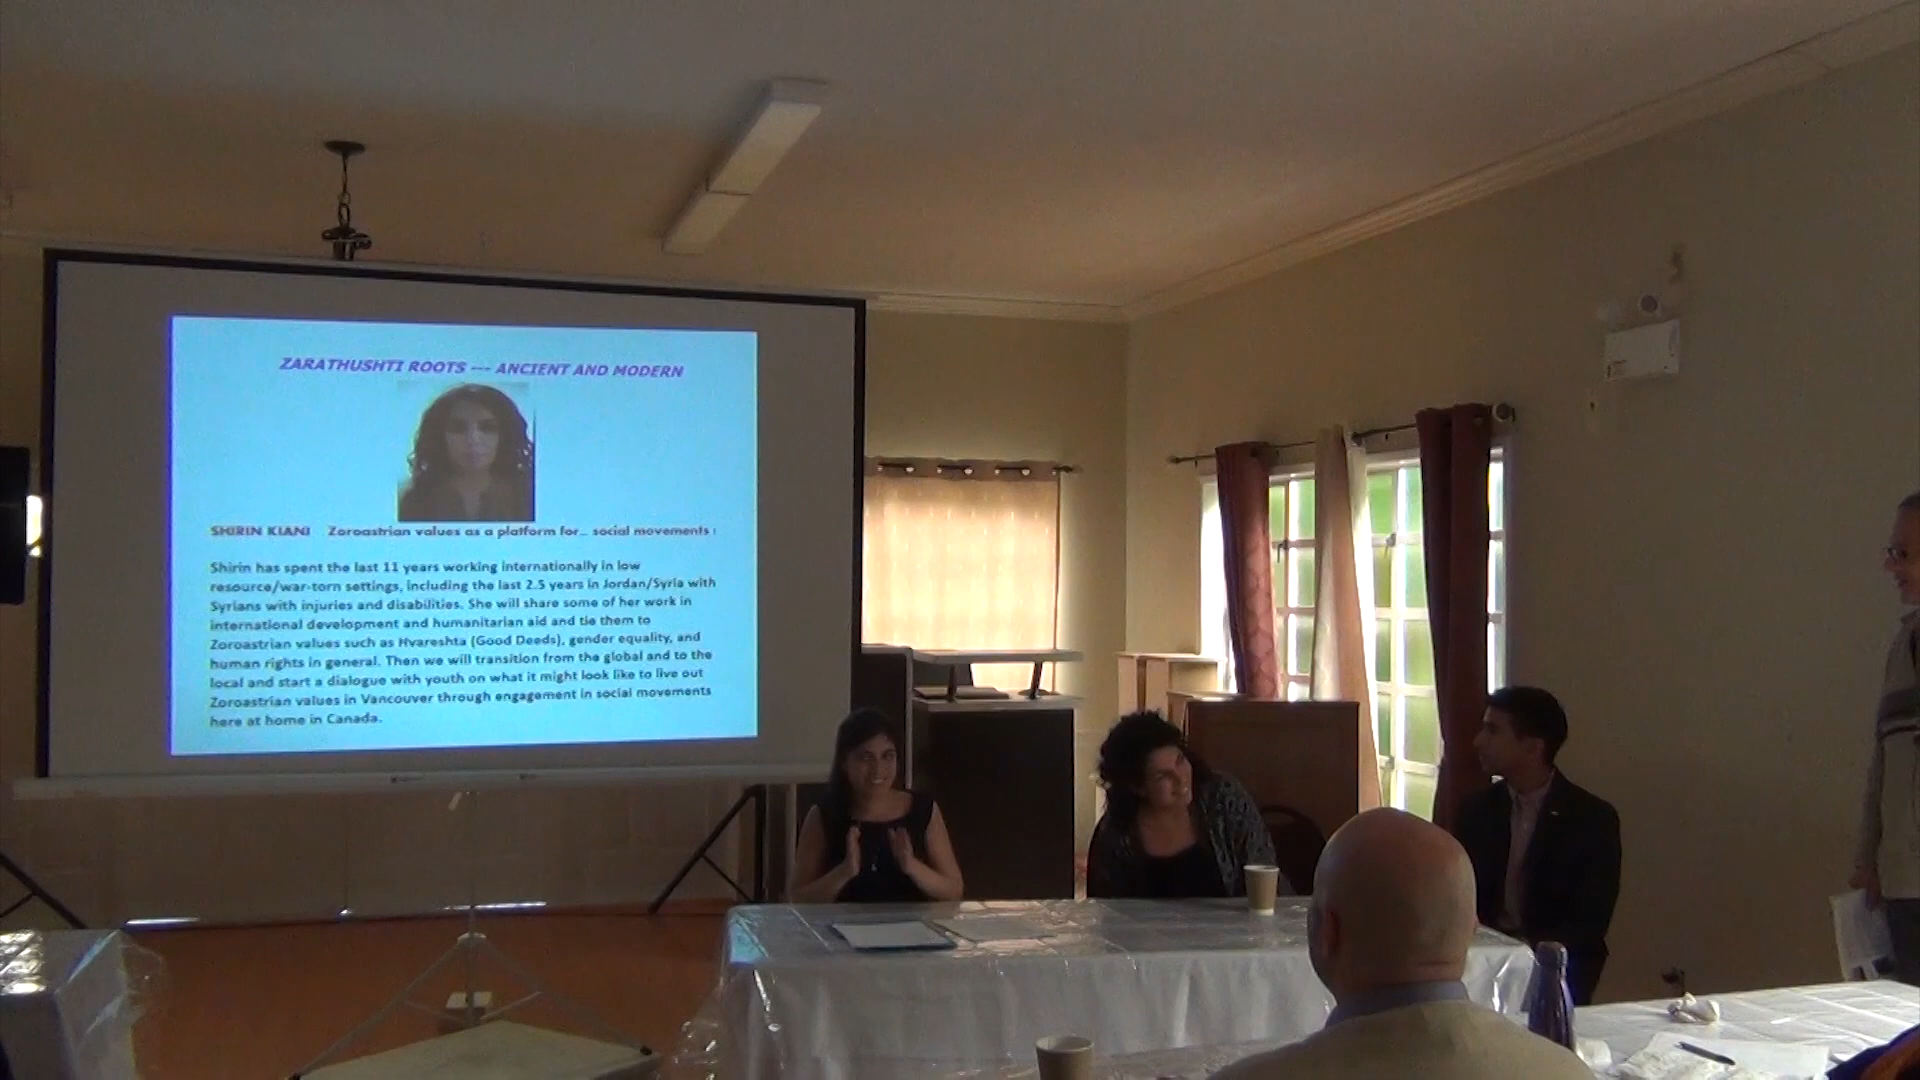 ZARATHUSHTI ROOTS --- ANCIENT AND MODERN
SHIRIN KIANI Zoroastrian values as a platform for... social movements !
Shirin has spent the last 11 years working internationally in low
resource/war-torn settings, including the last 2.5 years in Jordan/Syria with
Syrians with injuries and disabilities. She will share some of her work in
international development and humanitarian aid and tie them to
Zoroastrian values such as Hvareshta (Good Deeds), gender equality, and
human rights in general. Then we will transition from the global and to the
local and start a dialogue with youth on what it might look like to live out
Zoroastrian values in Vancouver through engagement in social movements
here at home in Canada.